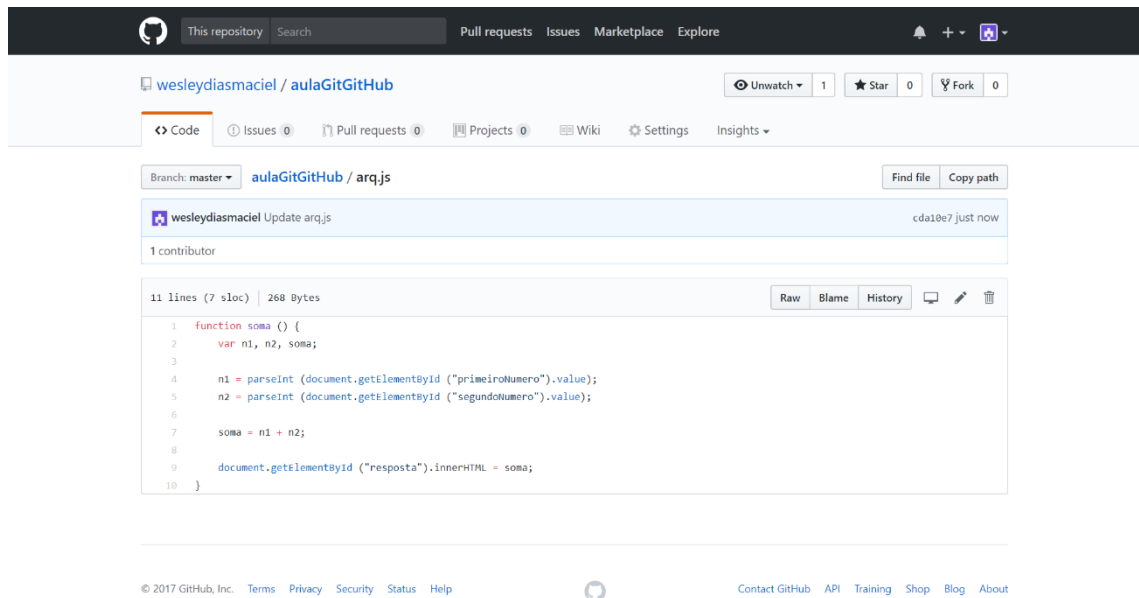 This repository Search Pull requests Issues Marketplace Explore
wesleydiasmaciel / aulaGitGitHub Unwatch 1 Star 0 Fork 0
Code Issues 0 Pull requests 0 Projects 0 Wiki Settings Insights
Branch: master aulaGitGitHub / arq.js Find file Copy path
wesleydiasmaciel Update arq.js cda10e7 just now
1 contributor
11 lines (7 sloc) 268 Bytes Raw Blame History
1 function soma () {
2 var n1, n2, soma;
3
4 n1 = parseInt (document.getElementById ("primeiroNumero").value);
5 n2 = parseInt (document.getElementById ("segundoNumero").value);
6
7 soma = n1 + n2;
8
9 document.getElementById ("resposta").innerHTML = soma;
10 }
© 2017 GitHub, Inc. Terms Privacy Security Status Help Contact GitHub API Training Shop Blog About